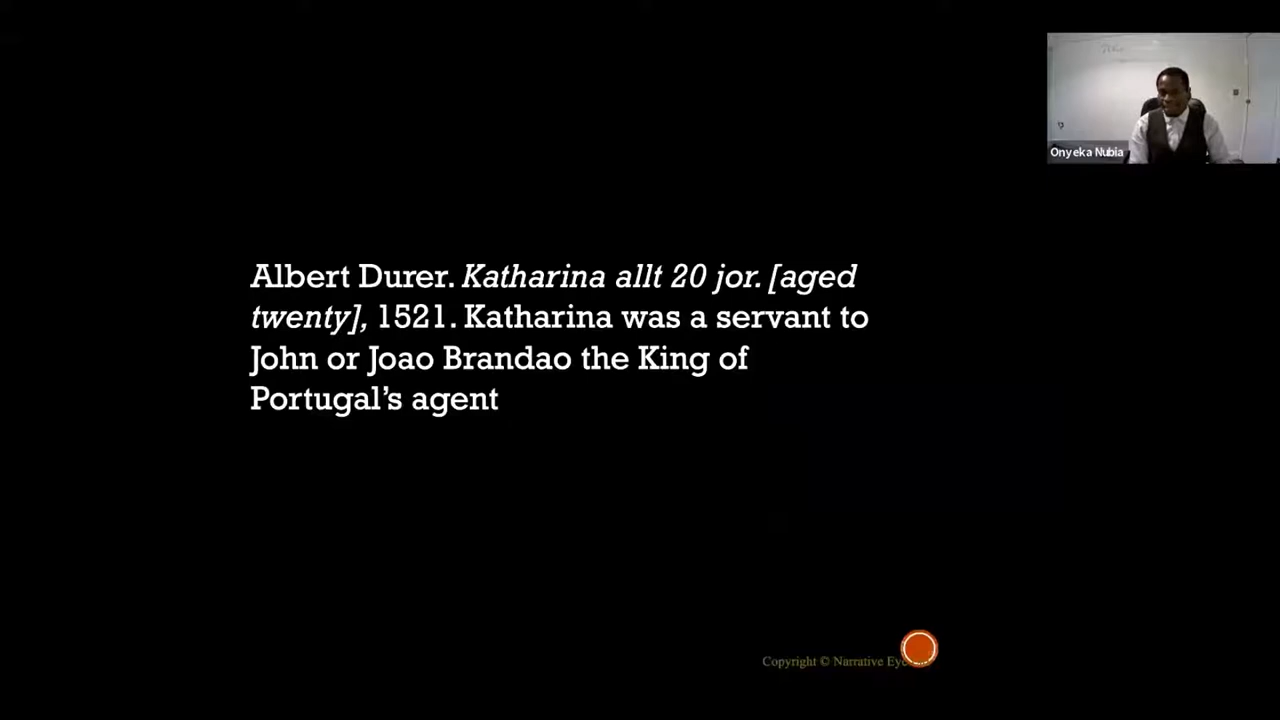 Onyeka Nubia
Albert Durer. Katharina allt 20 jor. [aged
twenty], 1521. Katharina was a servant to
John or Joao Brandao the King of
Portugal’s agent
Copyright © Narrative